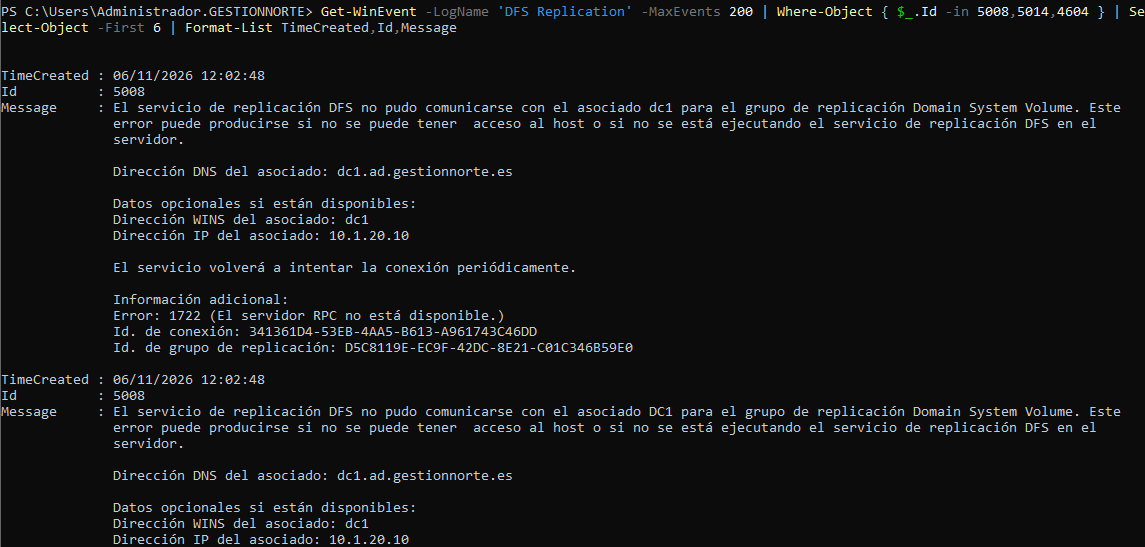 PS C:\Users\Administrador.GESTIONNORTE> Get-WinEvent -LogName 'DFS Replication' -MaxEvents 200 | Where-Object { $_.Id -in 5008,5014,4604 } | Se
lect-Object -First 6 | Format-List TimeCreated,Id,Message
TimeCreated : 06/11/2026 12:02:48
Id : 5008
Message : El servicio de replicación DFS no pudo comunicarse con el asociado dc1 para el grupo de replicación Domain System Volume. Este
error puede producirse si no se puede tener  acceso al host o si no se está ejecutando el servicio de replicación DFS en el
servidor.
Dirección DNS del asociado: dc1.ad.gestionnorte.es
Datos opcionales si están disponibles:
Dirección WINS del asociado: dc1
Dirección IP del asociado: 10.1.20.10
El servicio volverá a intentar la conexión periódicamente.
Información adicional:
Error: 1722 (El servidor RPC no está disponible.)
Id. de conexión: 341361D4-53EB-4AA5-B613-A961743C46DD
Id. de grupo de replicación: D5C8119E-EC9F-42DC-8E21-C01C346B59E0
TimeCreated : 06/11/2026 12:02:48
Id : 5008
Message : El servicio de replicación DFS no pudo comunicarse con el asociado DC1 para el grupo de replicación Domain System Volume. Este
error puede producirse si no se puede tener  acceso al host o si no se está ejecutando el servicio de replicación DFS en el
servidor.
Dirección DNS del asociado: dc1.ad.gestionnorte.es
Datos opcionales si están disponibles:
Dirección WINS del asociado: dc1
Dirección IP del asociado: 10.1.20.10